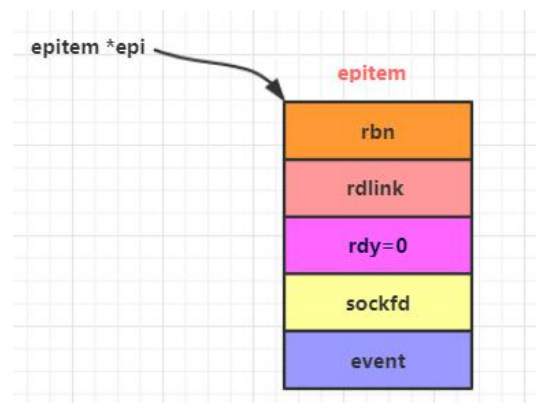 epitem *epi
epitem
rbn
rdlink
rdy=0
sockfd
event